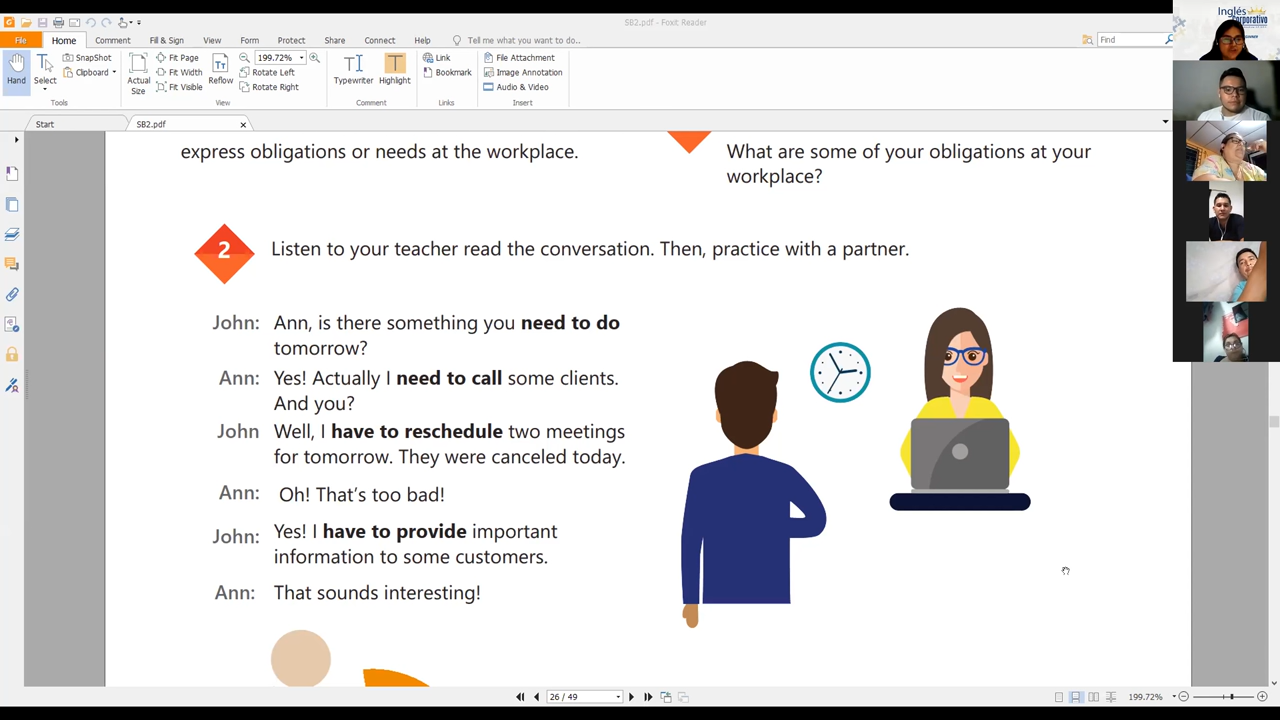 SB2.pdf - Foxit Reader
File Home Comment Fill & Sign View Form Protect Share Connect Help Tell me what you want to do.. Find
Hand
Select
SnapShot
Clipboard
Tools
Actual Size
Fit Page
Fit Width
Fit Visible
Reflow
199.72%
Rotate Left
Rotate Right
View
Typewriter
Highlight
Comment
Link
Bookmark
Links
File Attachment
Image Annotation
Audio & Video
Insert
Start
SB2.pdf
express obligations or needs at the workplace.
What are some of your obligations at your
workplace?
2
Listen to your teacher read the conversation. Then, practice with a partner.
John: Ann, is there something you need to do
tomorrow?
Ann: Yes! Actually I need to call some clients.
And you?
John Well, I have to reschedule two meetings
for tomorrow. They were canceled today.
Ann: Oh! That's too bad!
John: Yes! I have to provide important
information to some customers.
Ann: That sounds interesting!
26 / 49
199.72%
Inglés
Corporativo